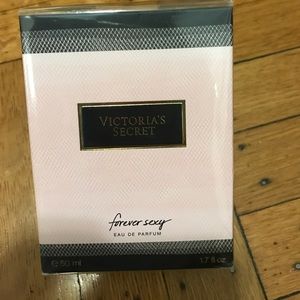 VICTORIA'S
SECRET
forever sexy
EAU DE PARFUM
℮ 50 ml
1.7 fl oz